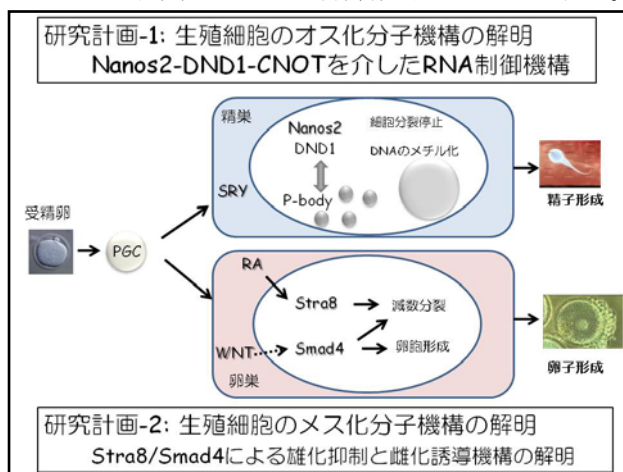 研究計画-1: 生殖細胞のオス化分子機構の解明
Nanos2-DND1-CNOTを介したRNA制御機構
精巣
Nanos2
DND1
細胞分裂停止
DNAのメチル化
SRY
P-body
精子形成
受精卵
PGC
RA
Stra8
減数分裂
WNT
Smad4
卵胞形成
卵巣
卵子形成
研究計画-2: 生殖細胞のメス化分子機構の解明
Stra8/Smad4による雄化抑制と雌化誘導機構の解明